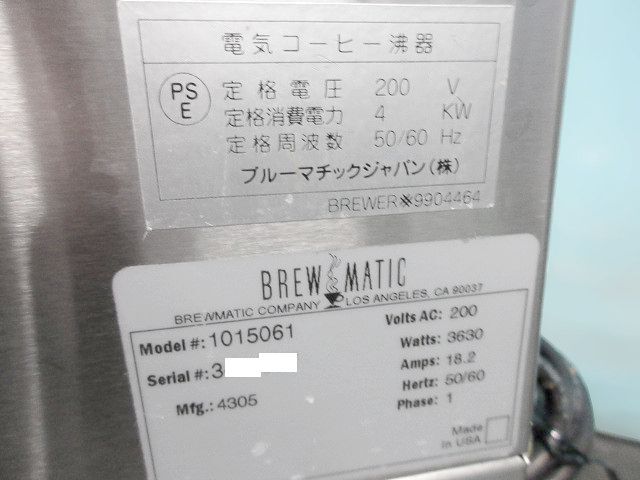 電気コーヒー沸器
PS
E
定格電圧 200 V
定格消費電力 4 KW
定格周波数 50/60 Hz
ブルーマチックジャパン(株)
BREWER※9904464
BREWMATIC
BREWMATIC COMPANY LOS ANGELES, CA 90037
Model #: 1015061
Serial #: 3
Mfg.: 4305
Volts AC: 200
Watts: 3630
Amps: 18.2
Hertz: 50/60
Phase: 1
Made
in USA